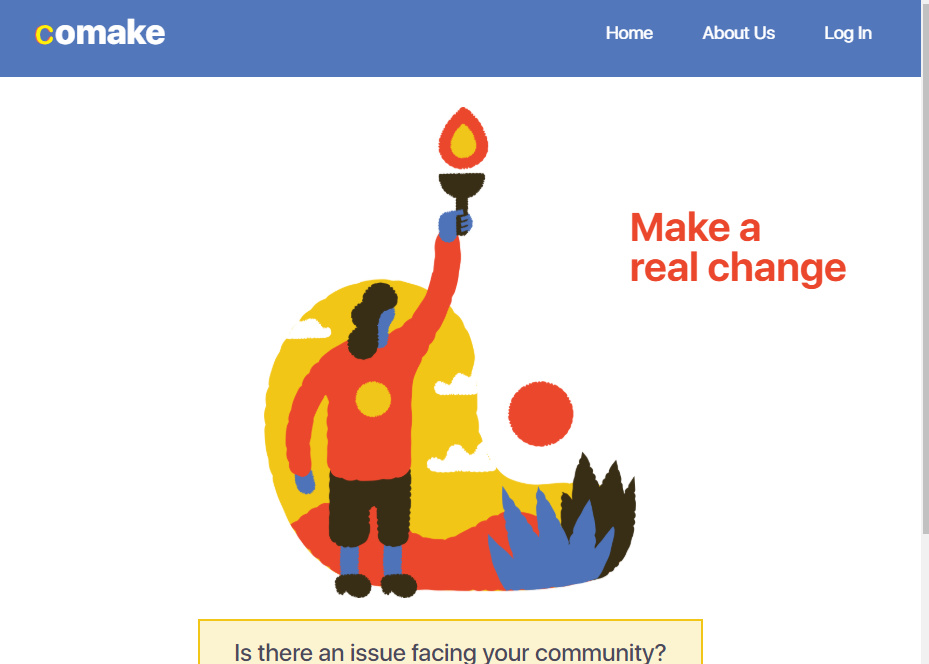 comake
Home
About Us
Log In
Make a
real change
Is there an issue facing your community?